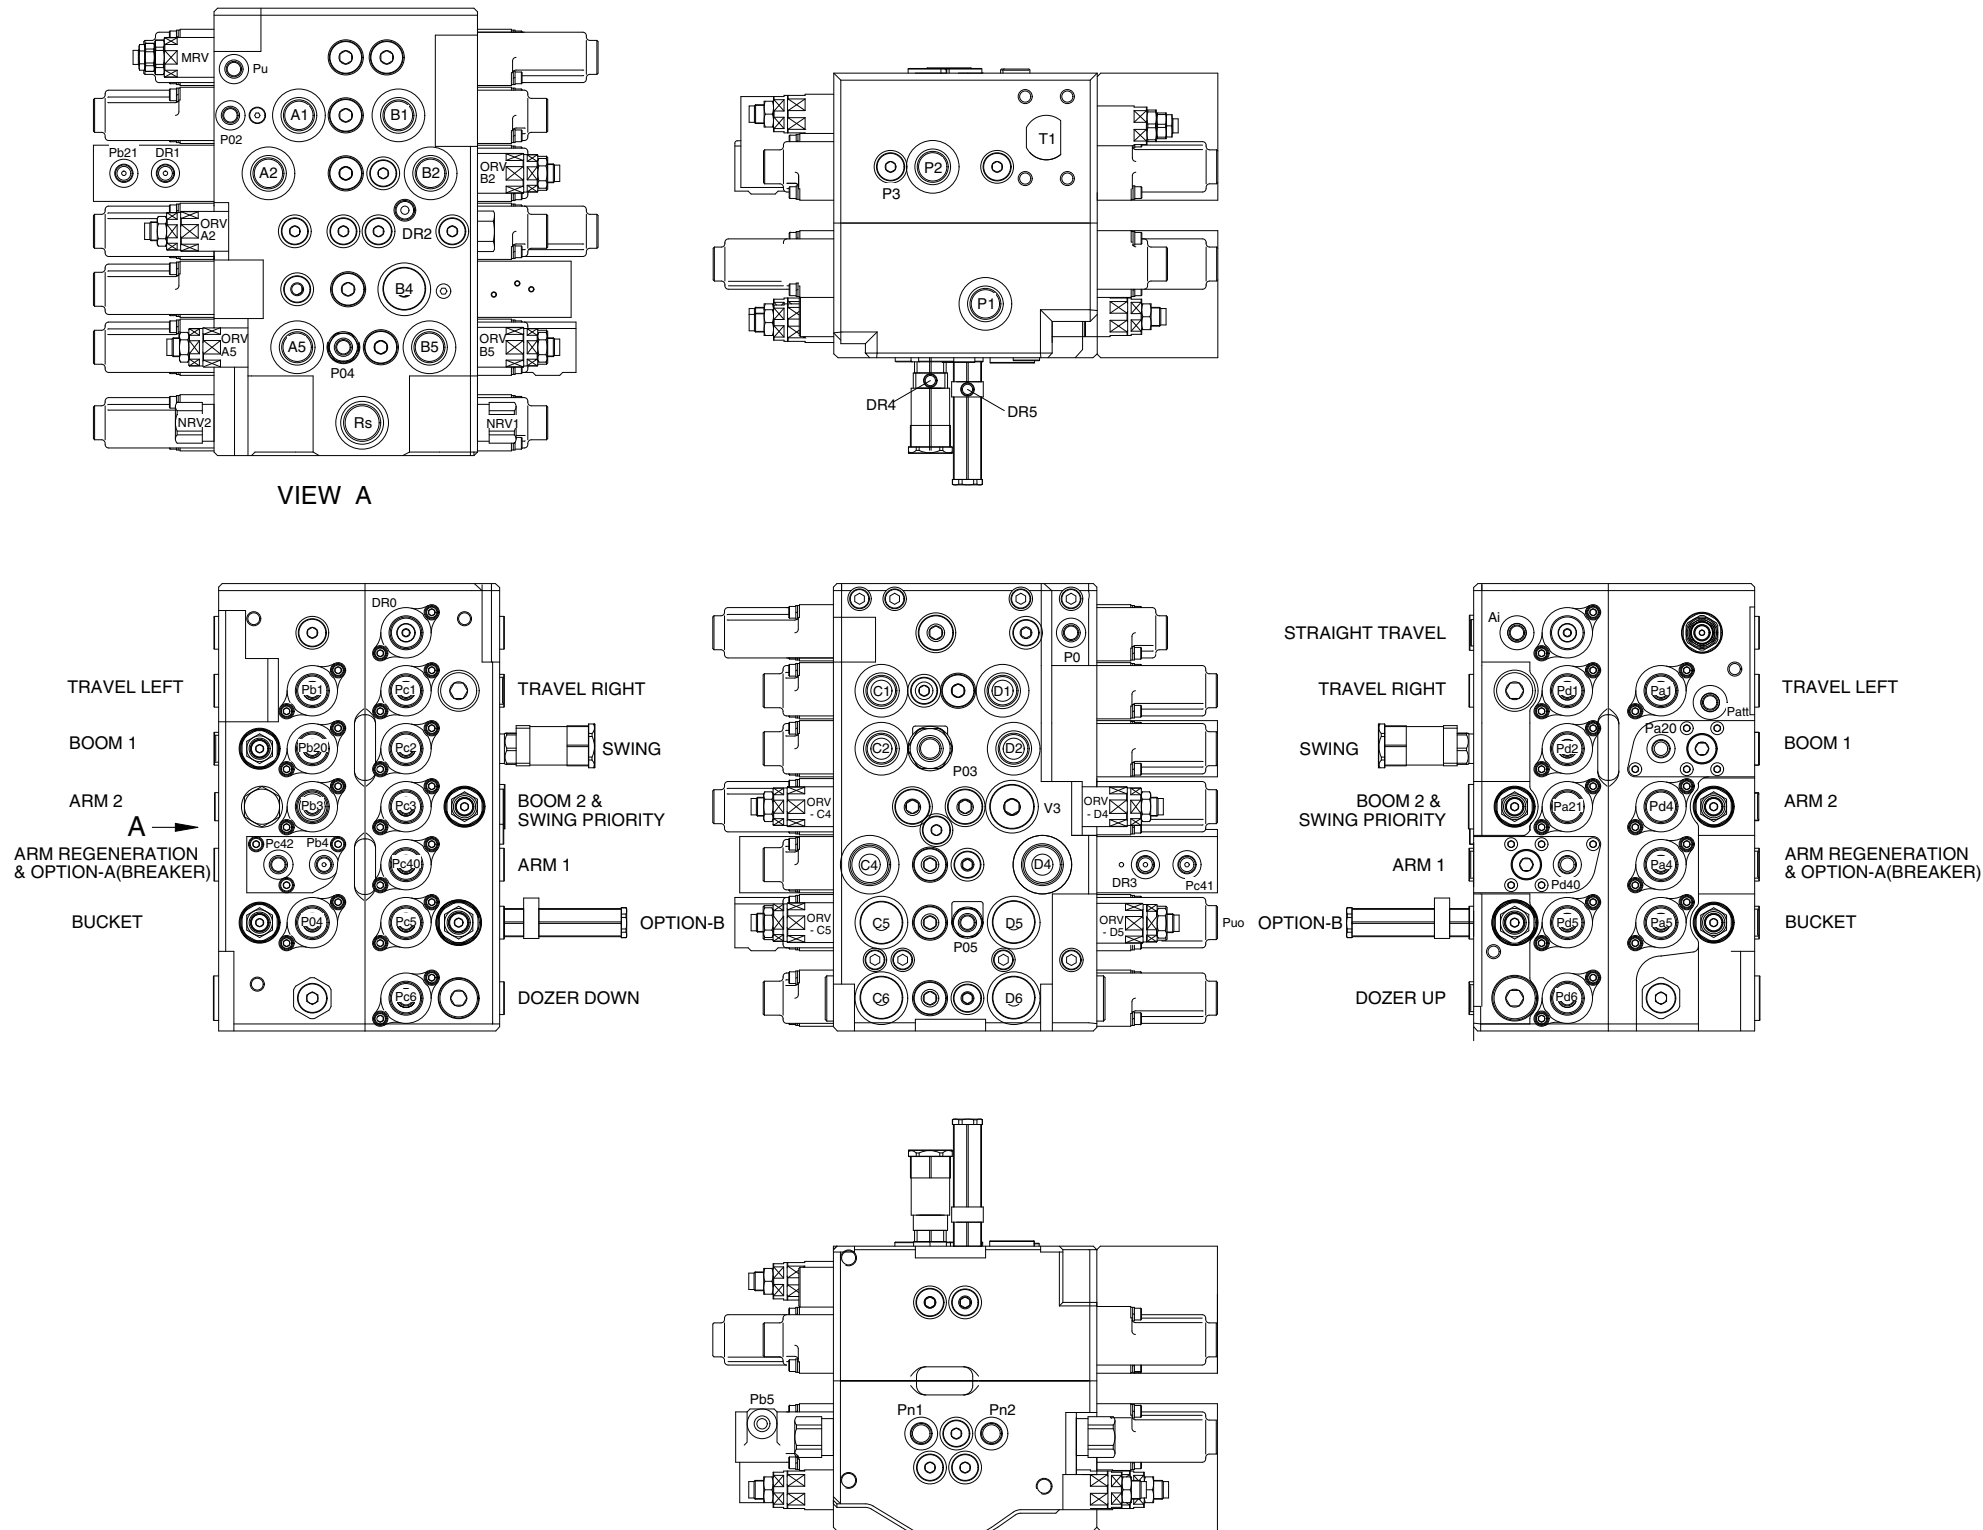 MRV
Pu
A1
B1
P02
Pb21
DR1
A2
B2
ORV
B2
ORV
A2
DR2
B4
ORV
A5
A5
B5
ORV
B5
P04
NRV2
Rs
NRV1
VIEW A
T1
P2
P3
P1
DR4
DR5
DR0
TRAVEL LEFT
Pb1
Pc1
TRAVEL RIGHT
BOOM 1
Pb20
Pc2
SWING
ARM 2
Pb3
Pc3
BOOM 2 &
SWING PRIORITY
A
ARM REGENERATION
& OPTION-A(BREAKER)
Pc42
Pb4
Pc40
ARM 1
BUCKET
P04
Pc5
OPTION-B
Pc6
DOZER DOWN
P0
C1
D1
C2
D2
P03
ORV
- C4
V3
ORV
- D4
C4
D4
DR3
Pc41
ORV
- C5
C5
D5
ORV
- D5
Puo
P05
C6
D6
STRAIGHT TRAVEL
Ai
TRAVEL RIGHT
Pd1
Pa1
TRAVEL LEFT
Patt
SWING
Pd2
Pa20
BOOM 1
BOOM 2 &
SWING PRIORITY
Pa21
Pd4
ARM 2
ARM 1
Pd40
Pa4
ARM REGENERATION
& OPTION-A(BREAKER)
OPTION-B
Pd5
Pa5
BUCKET
DOZER UP
Pd6
Pb5
Pn1
Pn2